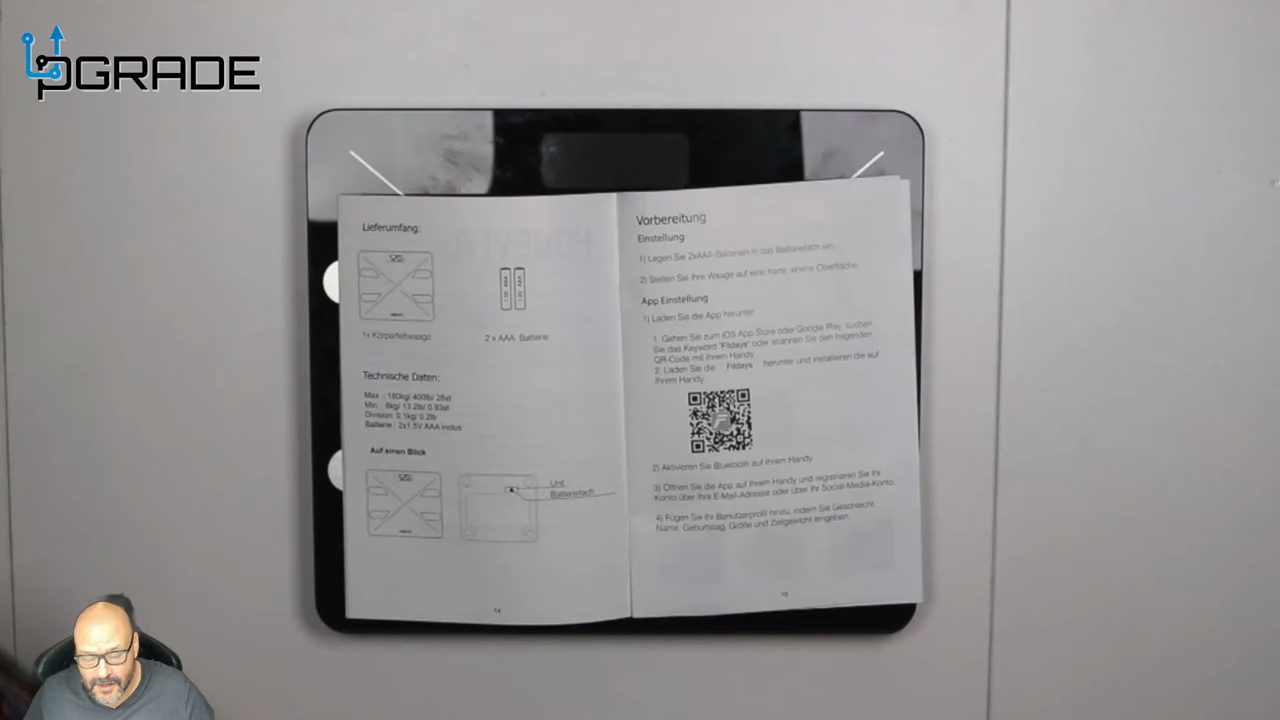 UPGRADE
Lieferumfang:
1x Körperfettwaage
2 x AAA Batterie
Technische Daten:
Max : 180kg/ 400lb/ 28st
Min. : 6kg/ 13.2lb/ 0.93st
Division: 0.1kg/ 0.2lb
Batterie : 2x1.5V AAA inclus
Auf einen Blick
Unit
Batteriefach
14
Vorbereitung
Einstellung
1) Legen Sie 2xAAA-Batterien in das Batteriefach ein
2) Stellen Sie Ihre Waage auf eine harte, ebene Oberfläche
App Einstellung
1) Laden Sie die App herunter
1. Gehen Sie zum iOS App Store oder Google Play, suchen
Sie das Keyword "Fitdays" oder scannen Sie den folgenden
QR-Code mit Ihrem Handy
2. Laden Sie die " Fitdays " herunter und installieren die auf
Ihrem Handy
2) Aktivieren Sie Bluetooth auf Ihrem Handy
3) Öffnen Sie die App auf Ihrem Handy und registrieren Sie Ihr
Konto über Ihre E-Mail-Adresse oder über Ihr Social-Media-Konto.
4) Fügen Sie Ihr Benutzerprofil hinzu, indem Sie Geschlecht,
Name, Geburtstag, Größe und Zielgewicht eingeben.
15